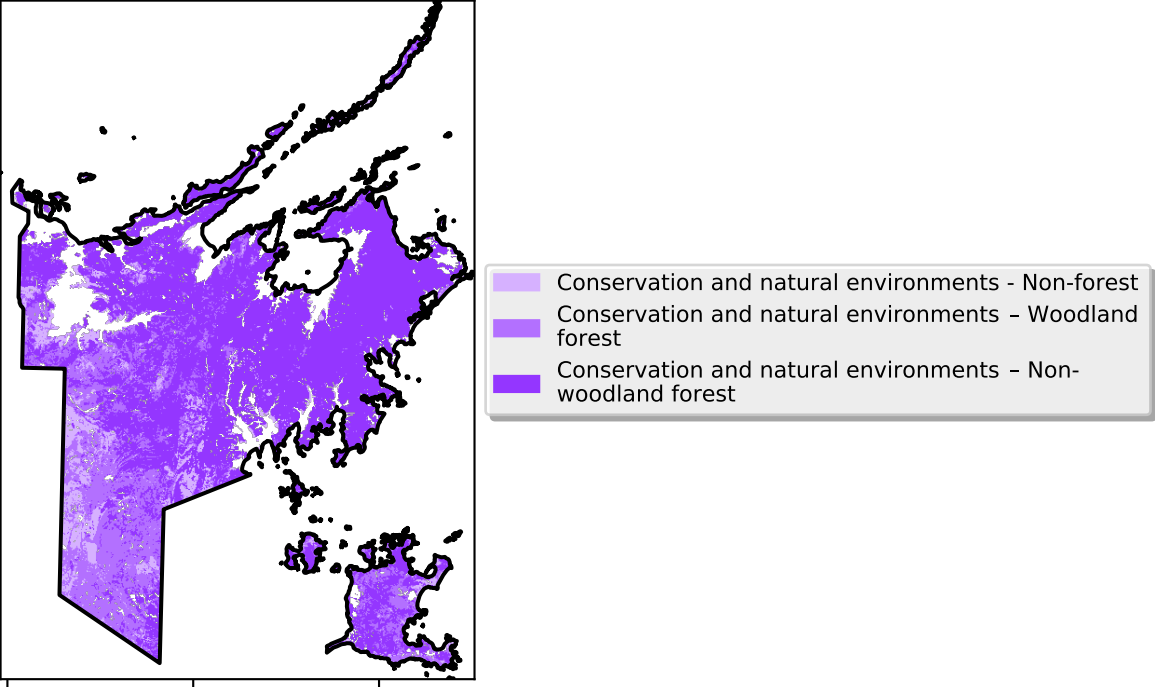 Conservation and natural environments - Non-forest
Conservation and natural environments – Woodland
forest
Conservation and natural environments – Non-
woodland forest